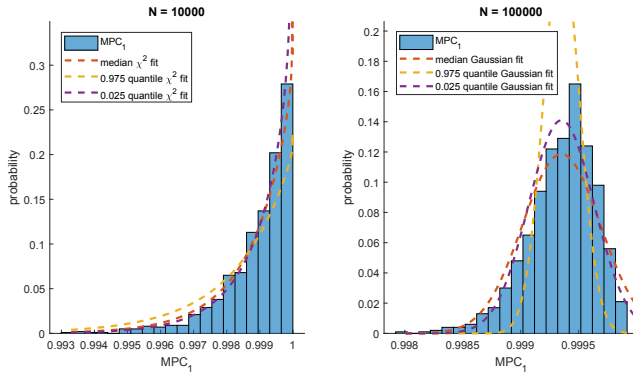 N = 10000
MPC₁
median χ² fit
0.975 quantile χ² fit
0.025 quantile χ² fit
probability
0.3
0.25
0.2
0.15
0.1
0.05
0
0.993 0.994 0.995 0.996 0.997 0.998 0.999 1
MPC₁
N = 100000
MPC₁
median Gaussian fit
0.975 quantile Gaussian fit
0.025 quantile Gaussian fit
probability
0.2
0.18
0.16
0.14
0.12
0.1
0.08
0.06
0.04
0.02
0
0.998 0.9985 0.999 0.9995
MPC₁